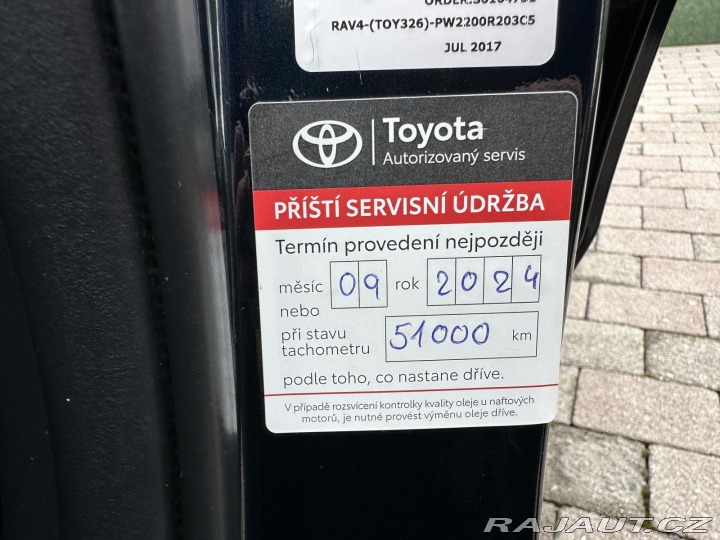 RAV4-(TOY326)-PW2200R203C5
JUL 2017
Toyota
Autorizovaný servis
PŘÍŠTÍ SERVISNÍ ÚDRŽBA
Termín provedení nejpozději
měsíc 09 rok 2024
nebo
při stavu
tachometru 51000 km
podle toho, co nastane dříve.
V případě rozsvícení kontrolky kvality oleje u naftových
motorů, je nutné provést výměnu oleje dříve.
RAJAUT.CZ